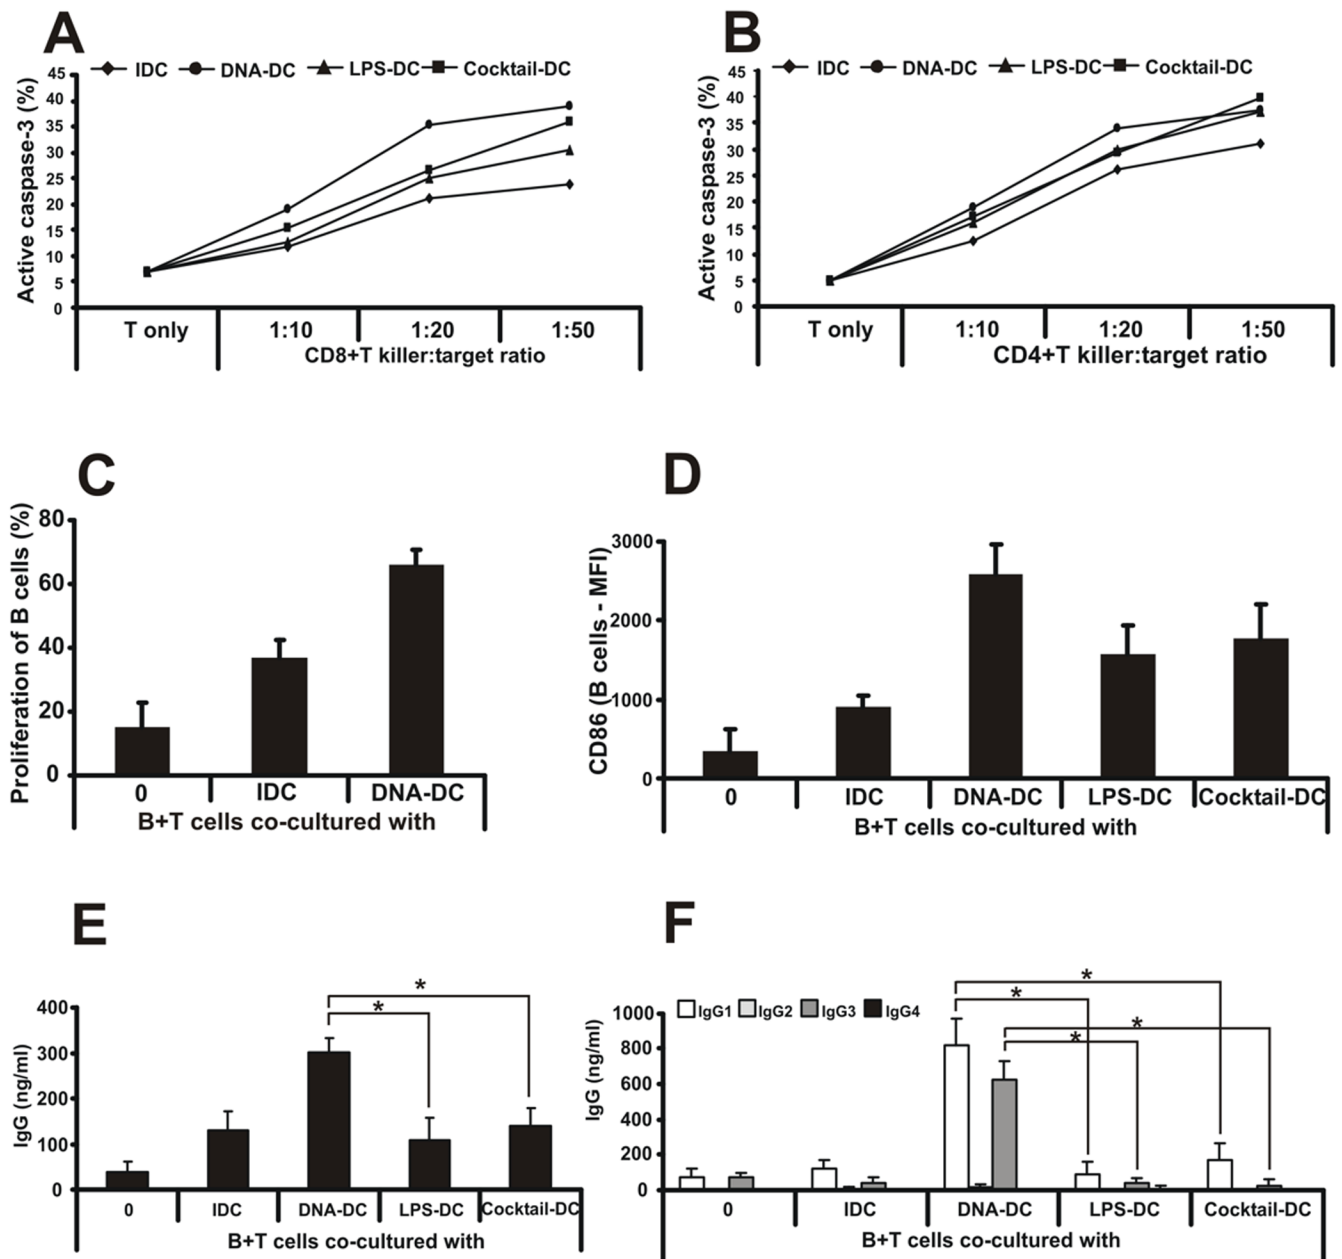 A
IDC DNA-DC LPS-DC Cocktail-DC
Active caspase-3 (%)
45
40
35
30
25
20
15
10
5
0
T only 1:10 1:20 1:50
CD8+T killer:target ratio
B
IDC DNA-DC LPS-DC Cocktail-DC
Active caspase-3 (%)
45
40
35
30
25
20
15
10
5
0
T only 1:10 1:20 1:50
CD4+T killer:target ratio
C
Proliferation of B cells (%)
80
60
40
20
0
0 IDC DNA-DC
B+T cells co-cultured with
D
CD86 (B cells - MFI)
3000
2000
1000
0
0 IDC DNA-DC LPS-DC Cocktail-DC
B+T cells co-cultured with
E
IgG (ng/ml)
400
300
200
100
0
*
*
0 IDC DNA-DC LPS-DC Cocktail-DC
B+T cells co-cultured with
F
IgG1 IgG2 IgG3 IgG4
IgG (ng/ml)
1000
800
600
400
200
0
*
*
*
*
0 IDC DNA-DC LPS-DC Cocktail-DC
B+T cells co-cultured with